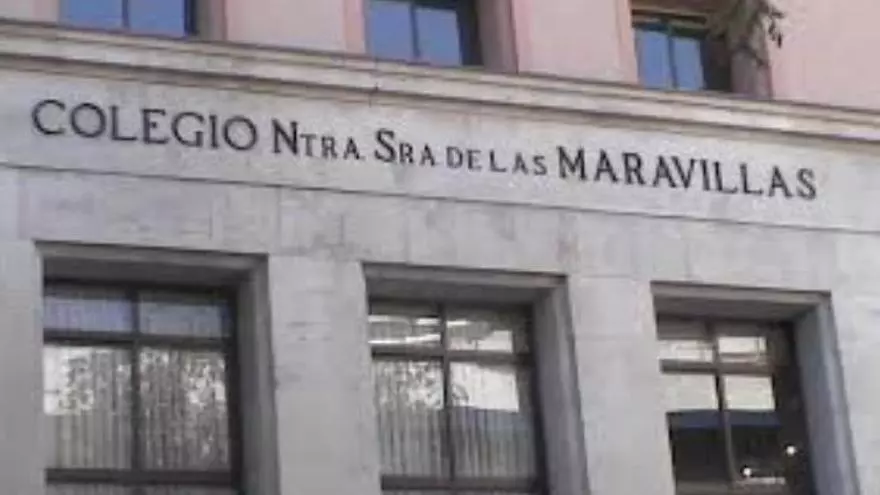 COLEGIO NTRA. SRA DE LAS MARAVILLAS